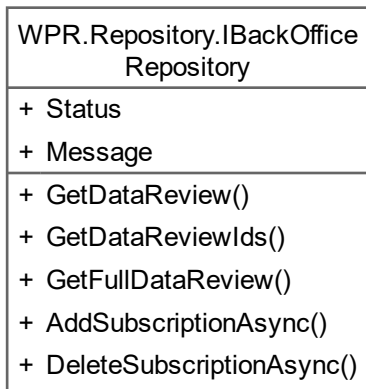 WPR.Repository.IBackOffice
Repository
+ Status
+ Message
+ GetDataReview()
+ GetDataReviewIds()
+ GetFullDataReview()
+ AddSubscriptionAsync()
+ DeleteSubscriptionAsync()